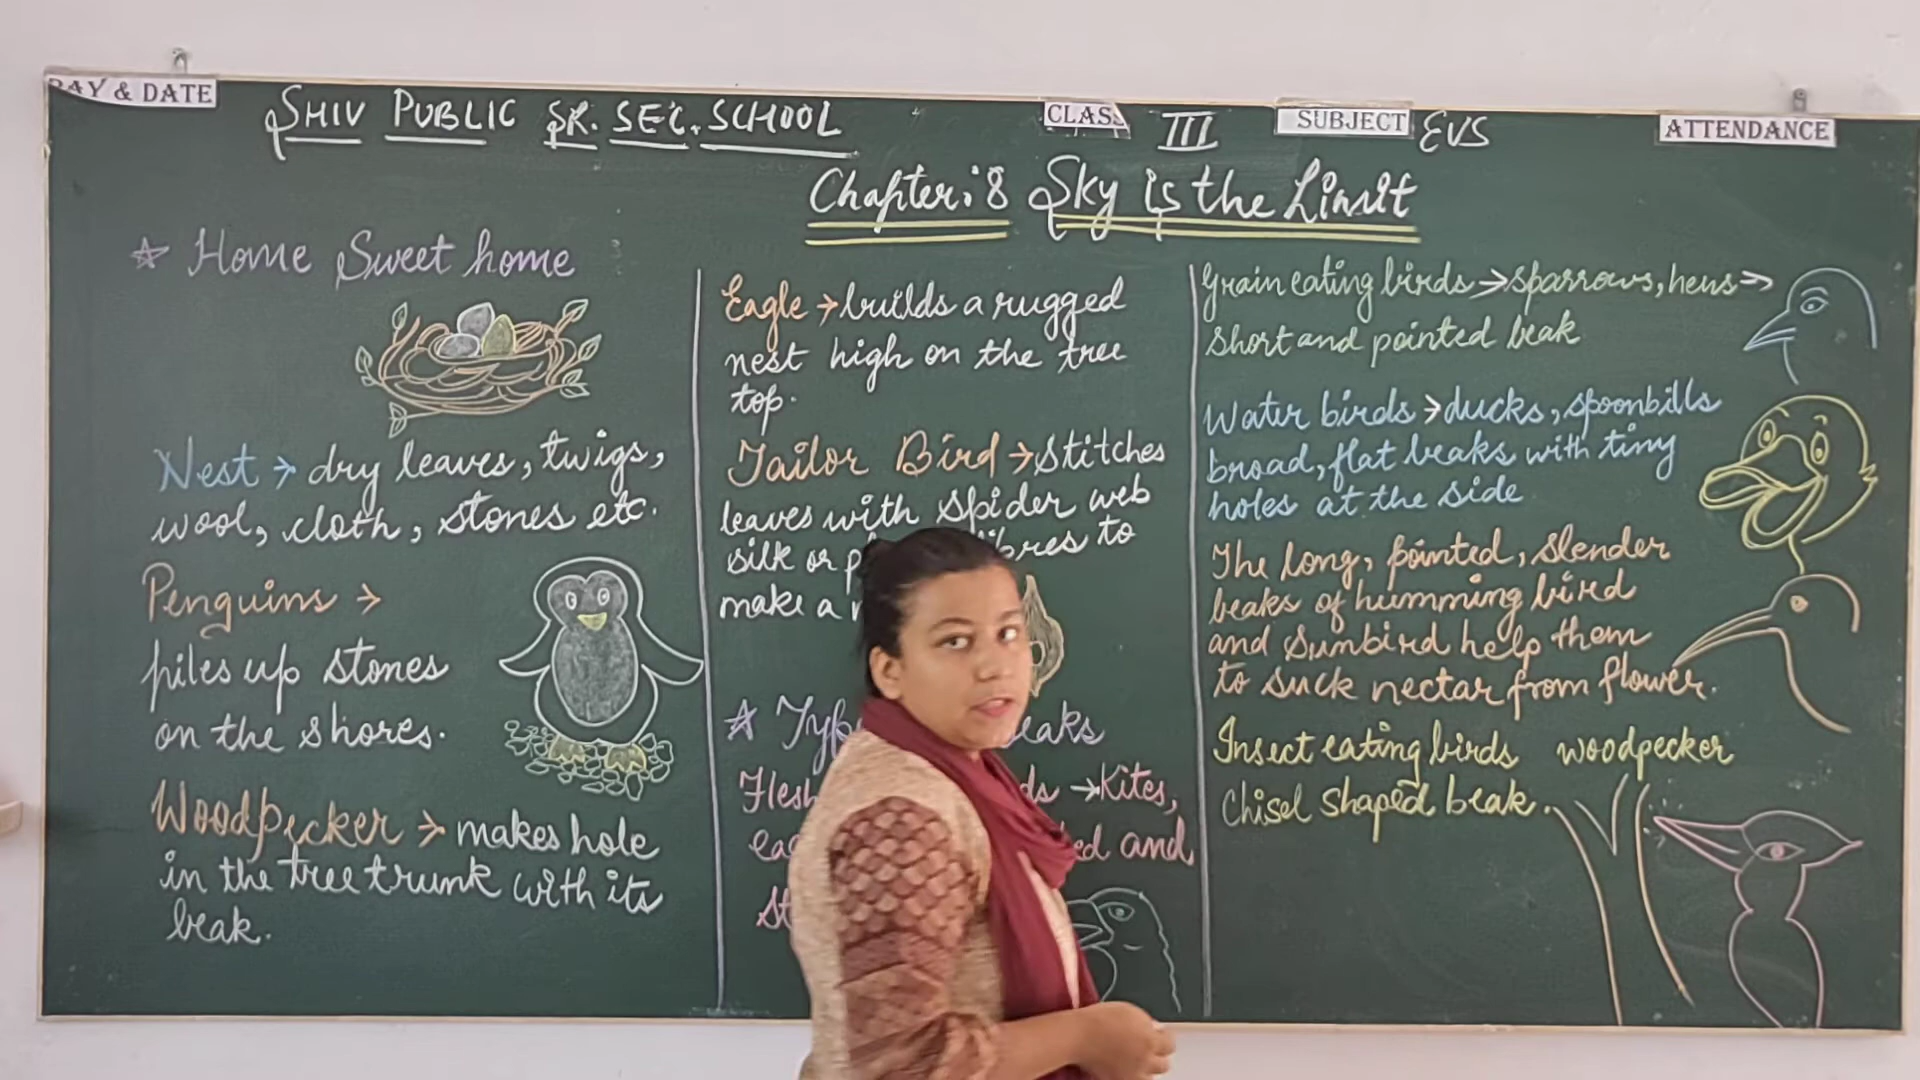 DAY & DATE
SHIV PUBLIC SR. SEC. SCHOOL
CLASS III
SUBJECT EVS
ATTENDANCE
Chapter: 8 Sky is the Limit
☆ Home Sweet home
Nest → dry leaves, twigs,
wool, cloth, stones etc.
Penguins →
piles up stones
on the shores.
Woodpecker → makes hole
in the tree trunk with its
beak.
Eagle → builds a rugged
nest high on the tree
top.
Tailor Bird → stitches
leaves with spider web
silk or to
make a
☆ eaks
Flesh ds → Kites,
ed and
Grain eating birds → sparrows, hens →
short and pointed beak
Water birds → ducks, spoonbills
broad, flat beaks with tiny
holes at the side
The long, pointed, slender
beaks of humming bird
and Sunbird help them
to suck nectar from flower.
Insect eating birds woodpecker
Chisel shaped beak.